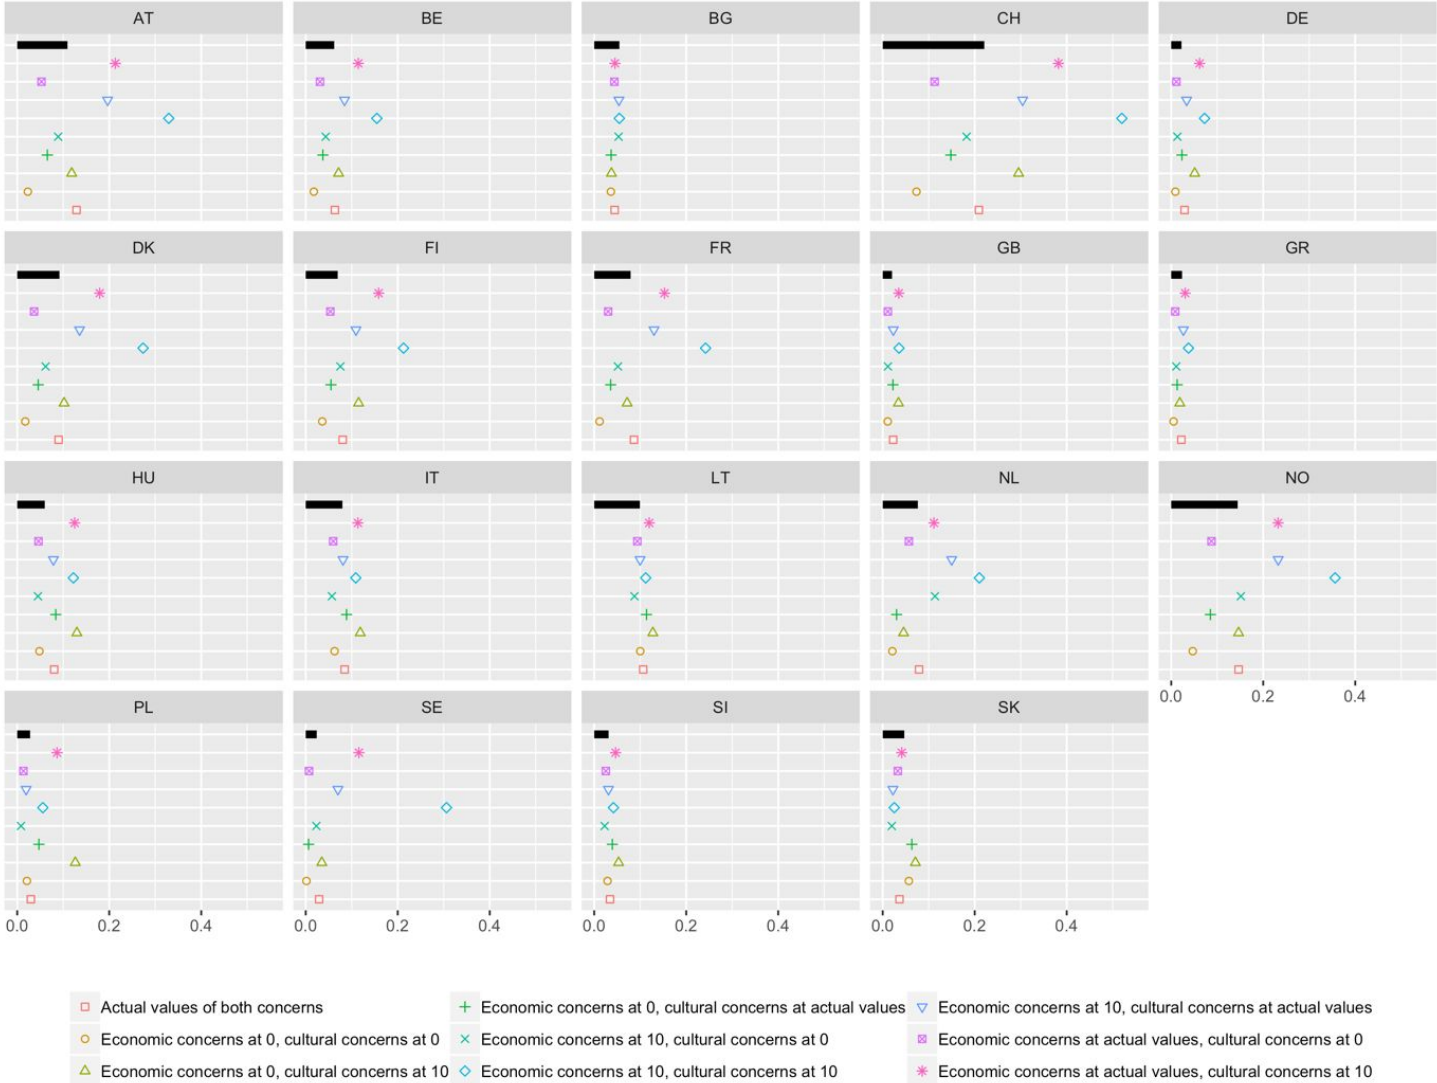 AT BE BG CH DE
DK FI FR GB GR
HU IT LT NL NO
0.0 0.2 0.4
PL SE SI SK
0.0 0.2 0.4 0.0 0.2 0.4 0.0 0.2 0.4 0.0 0.2 0.4
Actual values of both concerns Economic concerns at 0, cultural concerns at actual values Economic concerns at 10, cultural concerns at actual values
Economic concerns at 0, cultural concerns at 0 Economic concerns at 10, cultural concerns at 0 Economic concerns at actual values, cultural concerns at 0
Economic concerns at 0, cultural concerns at 10 Economic concerns at 10, cultural concerns at 10 Economic concerns at actual values, cultural concerns at 10